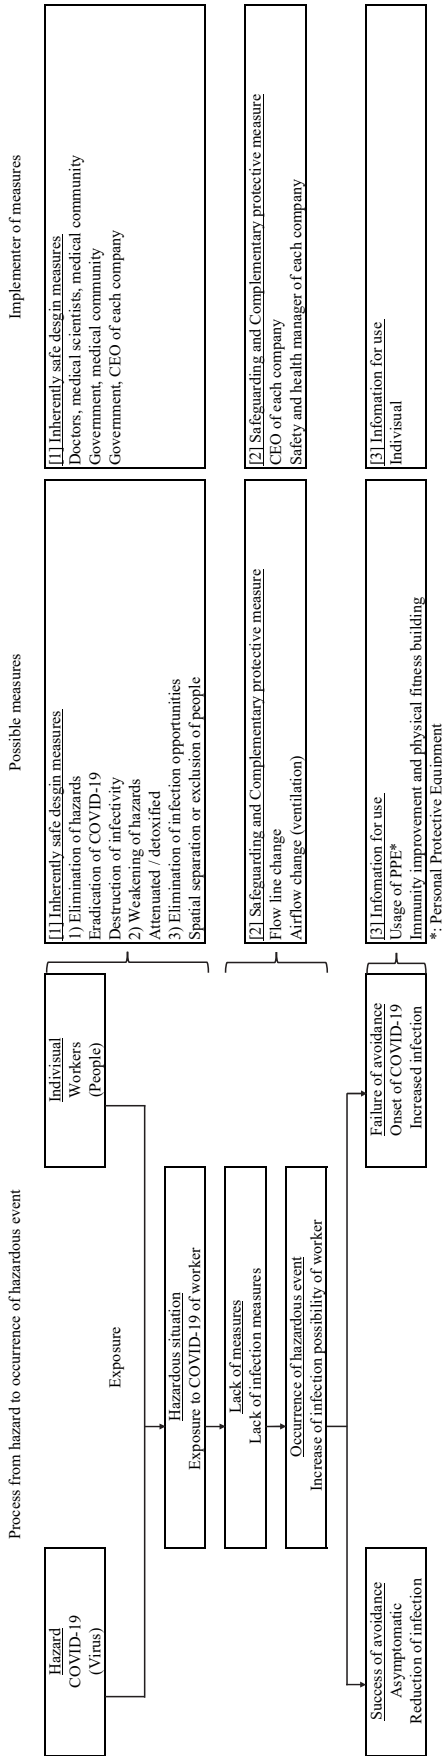 Process from hazard to occurrence of hazardous event
Possible measures
Implementer of measures
Hazard
COVID-19
(Virus)
Exposure
Indivisual
Workers
(People)
Hazardous situation
Exposure to COVID-19 of worker
Lack of measures
Lack of infection measures
Occurrence of hazardous event
Increase of infection possibility of worker
Success of avoidance
Asymptomatic
Reduction of infection
Failure of avoidance
Onset of COVID-19
Increased infection
[1] Inherently safe desgin measures
1) Elimination of hazards
Eradication of COVID-19
Destruction of infectivity
2) Weakening of hazards
Attenuated / detoxified
3) Elimination of infection opportunities
Spatial separation or exclusion of people
[2] Safeguarding and Complementary protective measure
Flow line change
Airflow change (ventilation)
[3] Infomation for use
Usage of PPE*
Immunity improvement and physical fitness building
*: Personal Protective Equipment
[1] Inherently safe desgin measures
Doctors, medical scientists, medical community
Government, medical community
Government, CEO of each company
[2] Safeguarding and Complementary protective measure
CEO of each company
Safety and health manager of each company
[3] Infomation for use
Indivisual